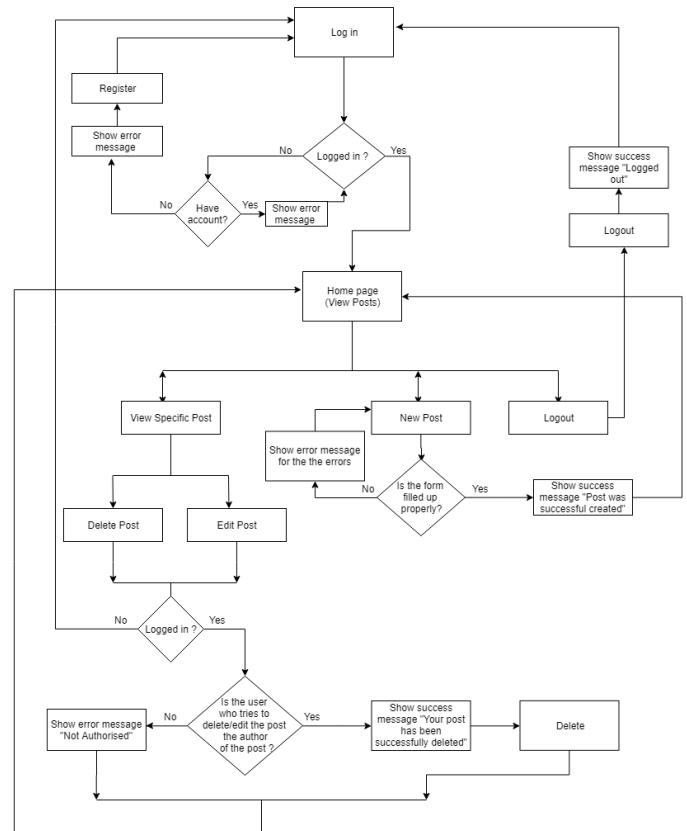 Log in
Register
Show error
message
No
Logged in ?
Yes
Show success
message "Logged
out"
No
Have
account?
Yes
Show error
message
Logout
Home page
(View Posts)
View Specific Post
New Post
Logout
Show error message
for the the errors
No
Is the form
filled up
properly?
Yes
Show success
message "Post was
successful created"
Delete Post
Edit Post
No
Logged in ?
Yes
Show error message
"Not Authorised"
No
Is the user
who tries to
delete/edit the post
the author
of the post ?
Yes
Show success
message "Your post
has been
successfully deleted"
Delete